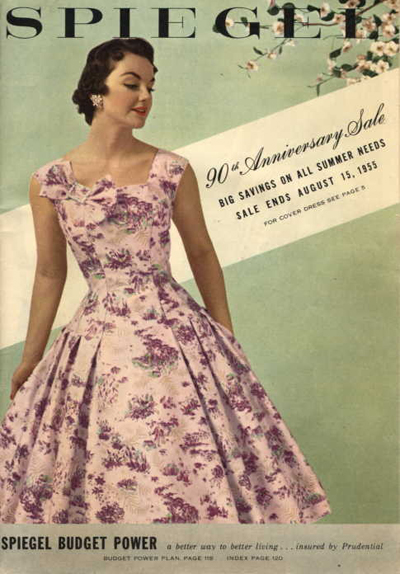 SPIEGEL
90th Anniversary Sale
BIG SAVINGS ON ALL SUMMER NEEDS
SALE ENDS AUGUST 15, 1955
FOR COVER DRESS SEE PAGE 5
SPIEGEL BUDGET POWER a better way to better living . . . insured by Prudential
BUDGET POWER PLAN, PAGE 118 INDEX PAGE 120